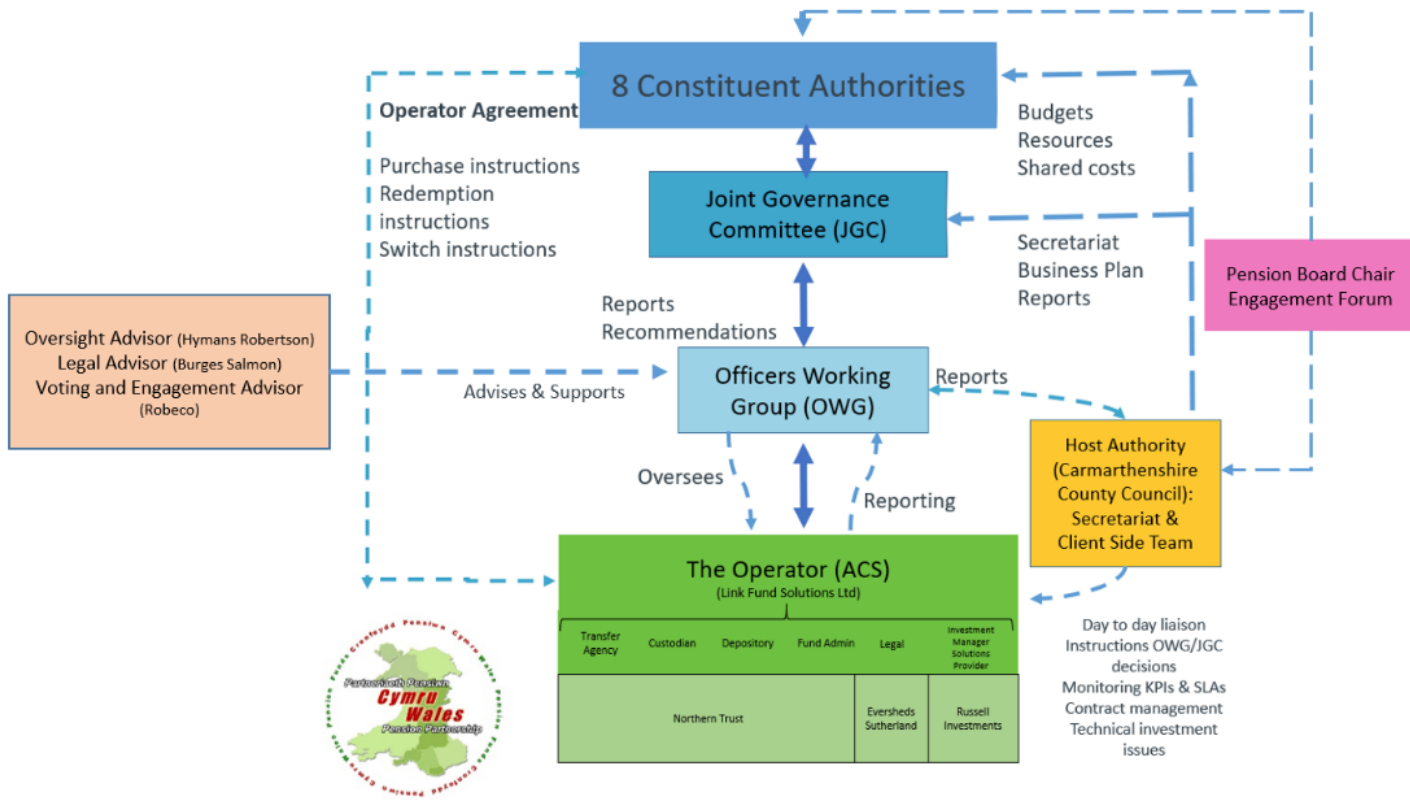 8 Constituent Authorities
Operator Agreement
Purchase instructions
Redemption
instructions
Switch instructions
Budgets
Resources
Shared costs
Joint Governance
Committee (JGC)
Secretariat
Business Plan
Reports
Pension Board Chair
Engagement Forum
Oversight Advisor (Hymans Robertson)
Legal Advisor (Burges Salmon)
Voting and Engagement Advisor
(Robeco)
Reports
Recommendations
Advises & Supports
Officers Working
Group (OWG)
Reports
Host Authority
(Carmarthenshire
County Council):
Secretariat &
Client Side Team
Oversees
Reporting
The Operator (ACS)
(Link Fund Solutions Ltd)
Transfer
Agency
Custodian
Depository
Fund Admin
Legal
Investment
Manager
Solutions
Provider
Northern Trust
Eversheds
Sutherland
Russell
Investments
Day to day liaison
Instructions OWG/JGC
decisions
Monitoring KPIs & SLAs
Contract management
Technical investment
issues
Partneriaeth Pensiwn
Cymru
Wales
Pension Partnership